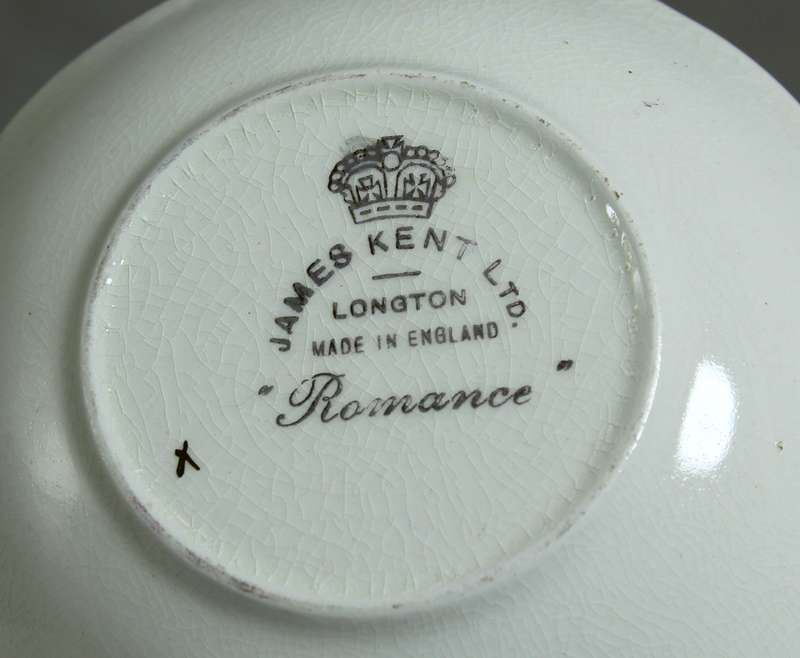 JAMES KENT LTD.
LONGTON
MADE IN ENGLAND
"Romance"
X